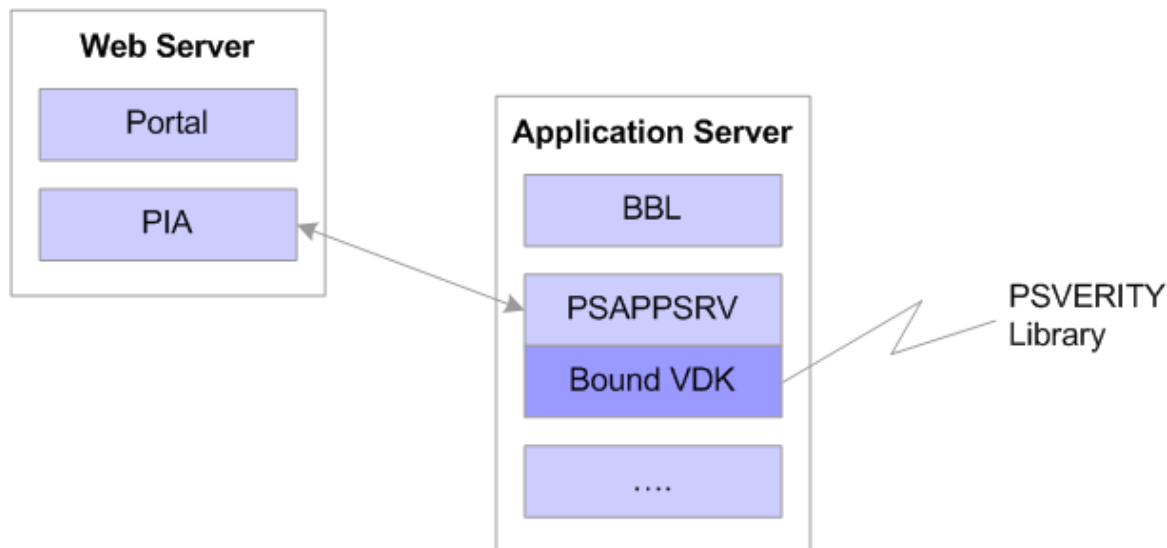 Web Server
Portal
PIA
Application Server
BBL
PSAPPSRV
Bound VDK
....
PSVERITY
Library